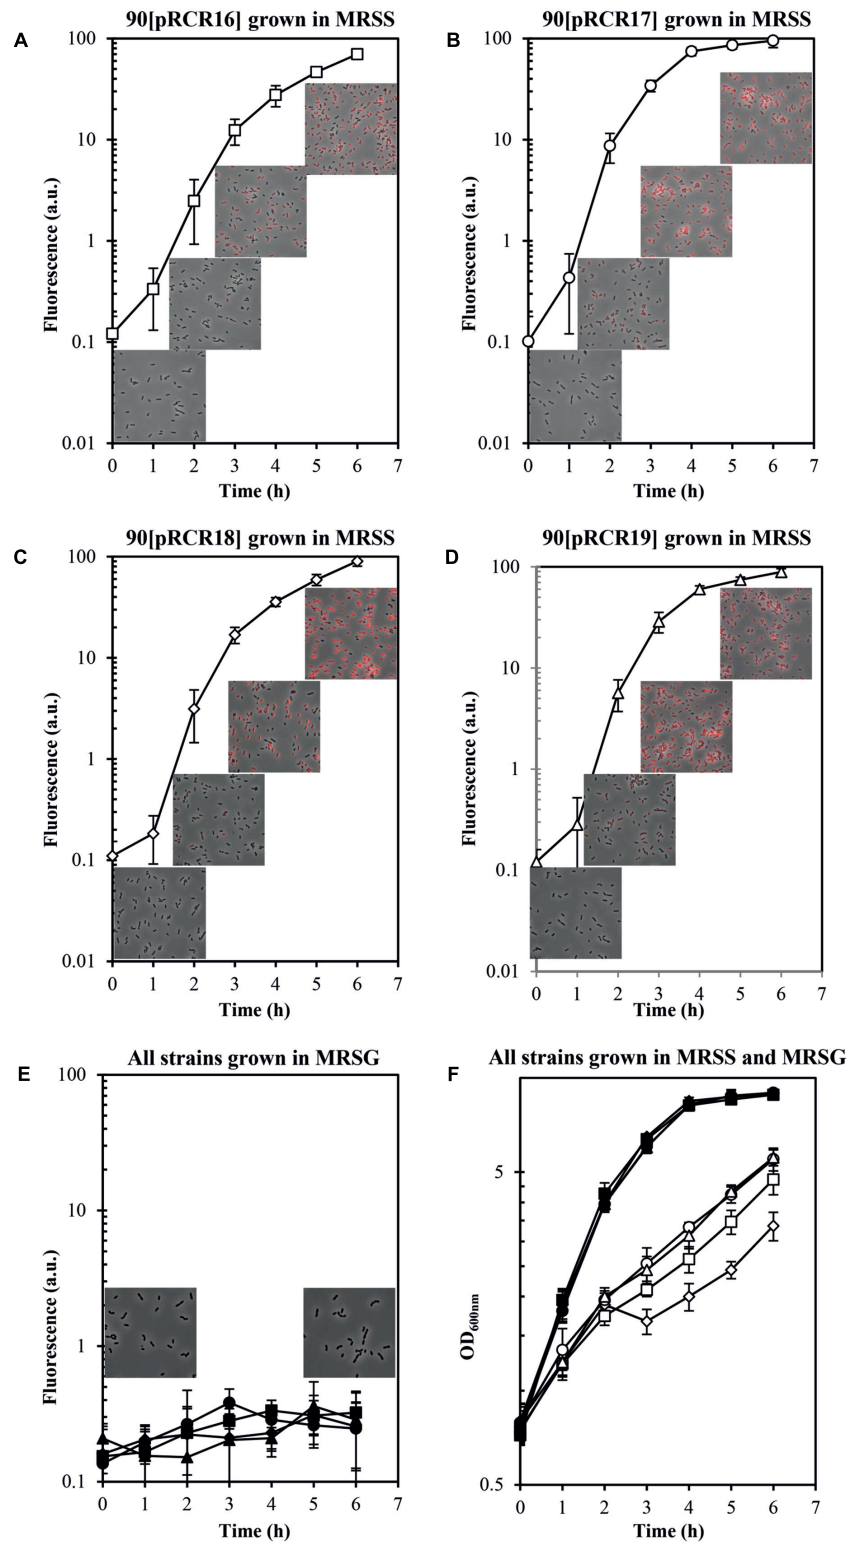 A
90[pRCR16] grown in MRSS
100
10
1
0.1
0.01
Fluorescence (a.u.)
0 1 2 3 4 5 6 7
Time (h)
B
90[pRCR17] grown in MRSS
100
10
1
0.1
0.01
Fluorescence (a.u.)
0 1 2 3 4 5 6 7
Time (h)
C
90[pRCR18] grown in MRSS
100
10
1
0.1
0.01
Fluorescence (a.u.)
0 1 2 3 4 5 6 7
Time (h)
D
90[pRCR19] grown in MRSS
100
10
1
0.1
0.01
Fluorescence (a.u.)
0 1 2 3 4 5 6 7
Time (h)
E
All strains grown in MRSG
100
10
1
0.1
Fluorescence (a.u.)
0 1 2 3 4 5 6 7
Time (h)
F
All strains grown in MRSS and MRSG
5
0.5
OD600nm
0 1 2 3 4 5 6 7
Time (h)